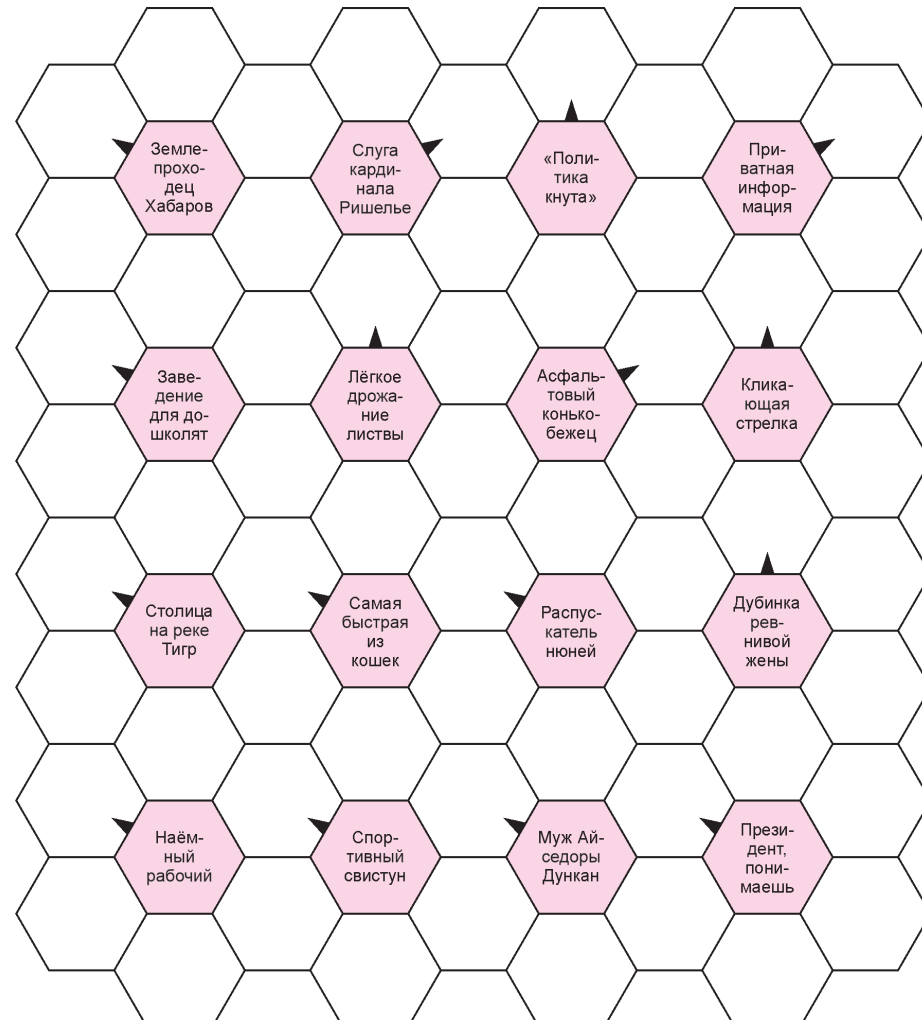 Земле-
прохо-
дец
Хабаров
Слуга
карди-
нала
Ришелье
«Поли-
тика
кнута»
При-
ватная
инфор-
мация
Заве-
дение
для до-
школят
Лёгкое
дрожа-
ние
листвы
Асфаль-
товый
конько-
бежец
Клика-
ющая
стрелка
Столица
на реке
Тигр
Самая
быстрая
из
кошек
Распус-
катель
нюней
Дубинка
рев-
нивой
жены
Наём-
ный
рабочий
Спор-
тивный
свистун
Муж Ай-
седоры
Дункан
Прези-
дент,
пони-
маешь